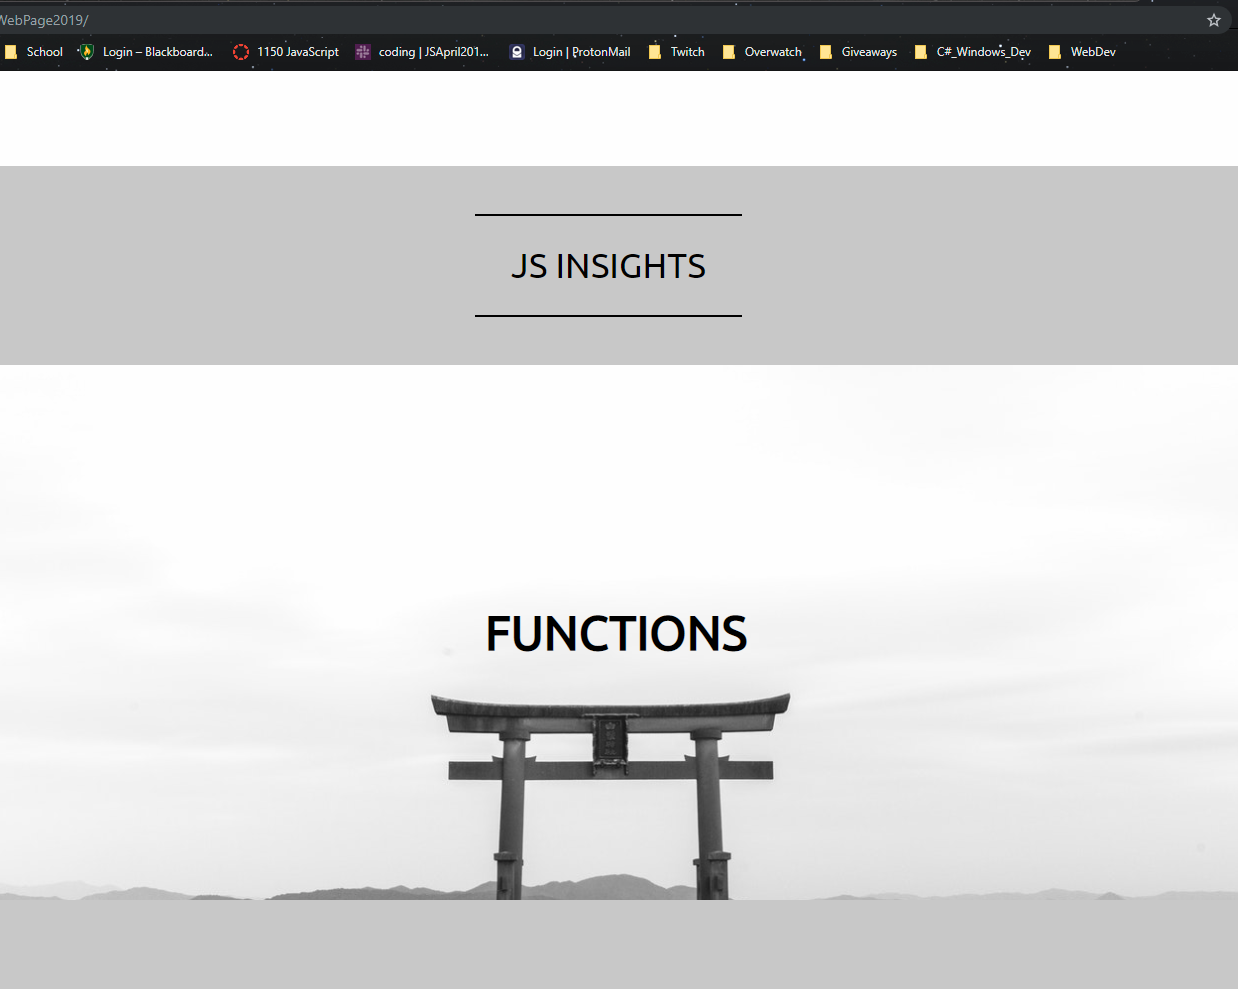 WebPage2019/
School Login – Blackboard... 1150 JavaScript coding | JSApril201... Login | ProtonMail Twitch Overwatch Giveaways C#_Windows_Dev WebDev
JS INSIGHTS
FUNCTIONS